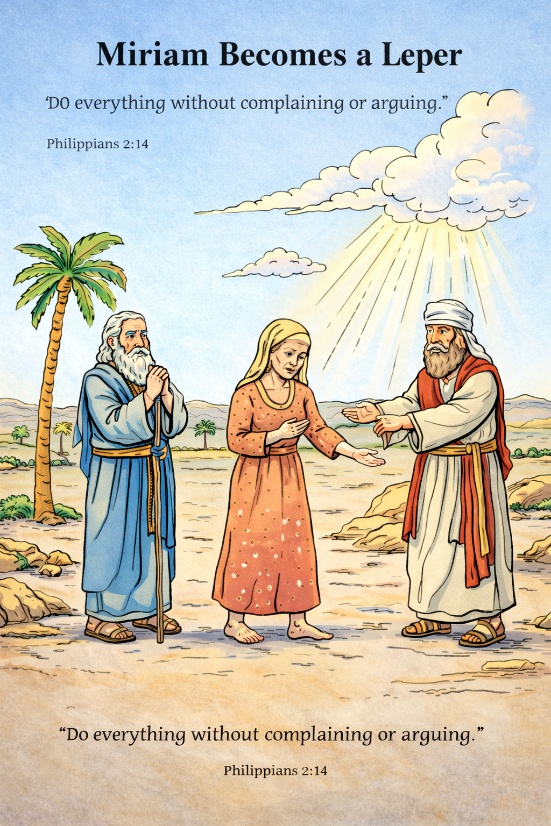 Miriam Becomes a Leper
‘DO everything without complaining or arguing.”
Philippians 2:14
“Do everything without complaining or arguing.”
Philippians 2:14